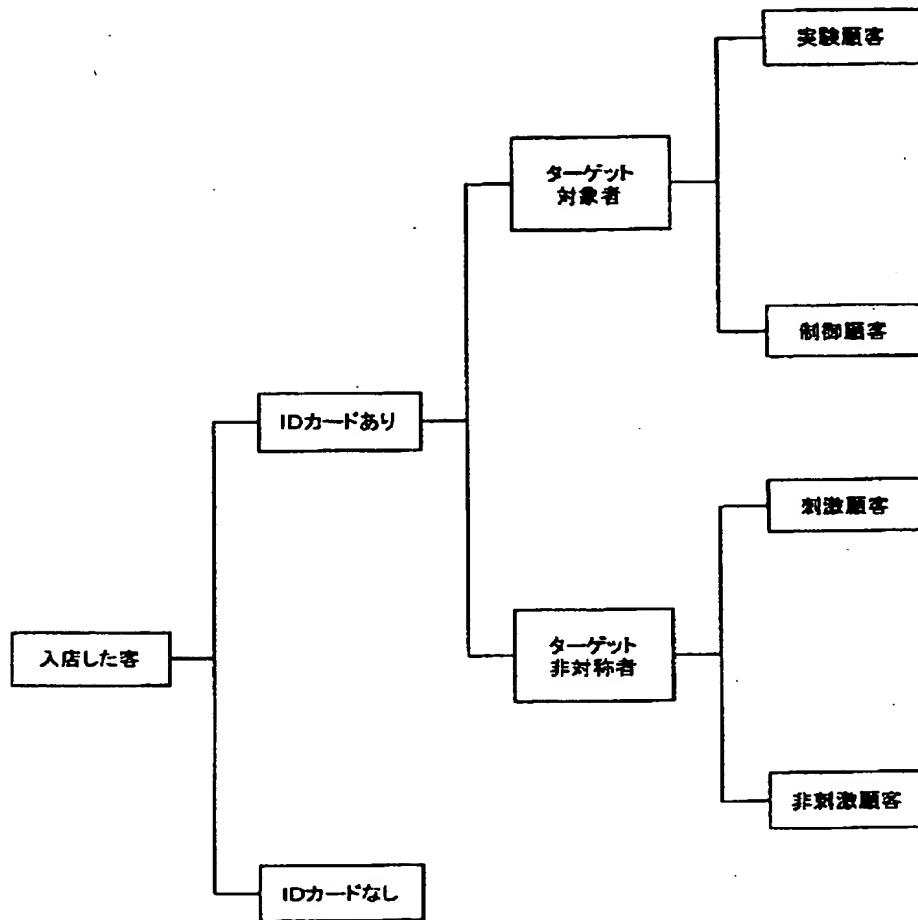 実験顧客
ターゲット
対象者
制御顧客
IDカードあり
刺激顧客
入店した客
ターゲット
非対称者
非刺激顧客
IDカードなし